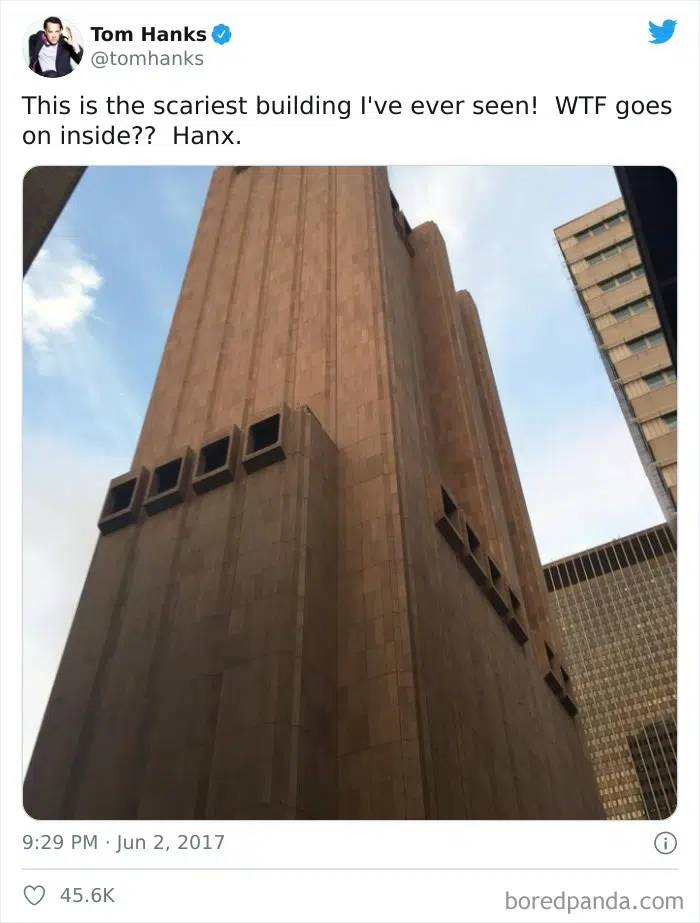 Tom Hanks
@tomhanks
This is the scariest building I've ever seen!  WTF goes
on inside??  Hanx.
9:29 PM · Jun 2, 2017
45.6K
boredpanda.com